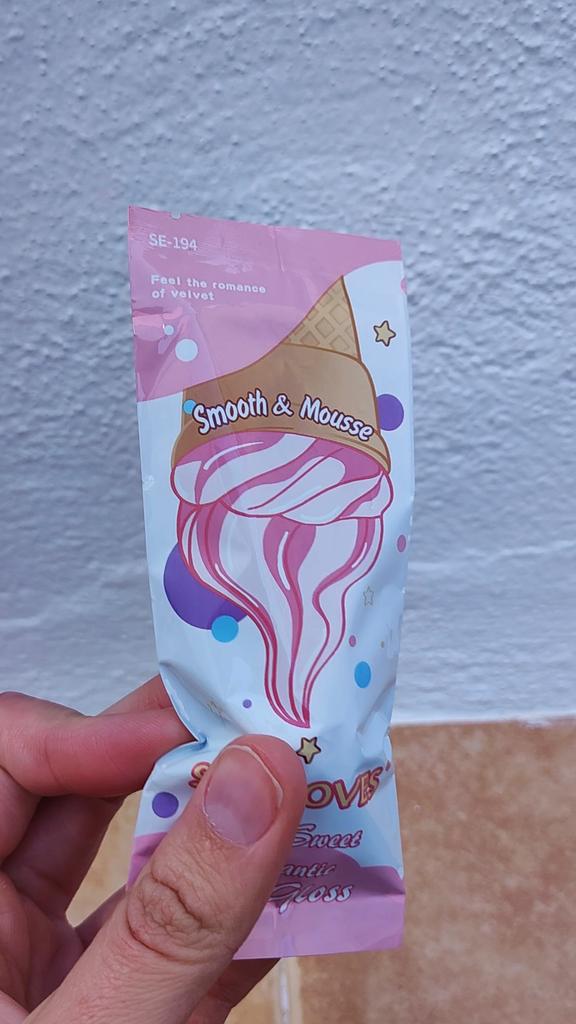 SE-194
Feel the romance
of velvet
Smooth & Mousse
Sweet
Gloss